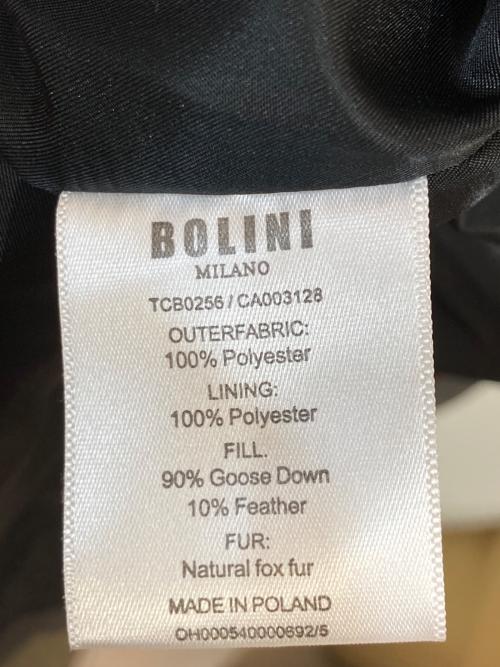 BOLINI
MILANO
TCB0256 / CA003128
OUTERFABRIC:
100% Polyester
LINING:
100% Polyester
FILL.
90% Goose Down
10% Feather
FUR:
Natural fox fur
MADE IN POLAND
OH000540000692/5